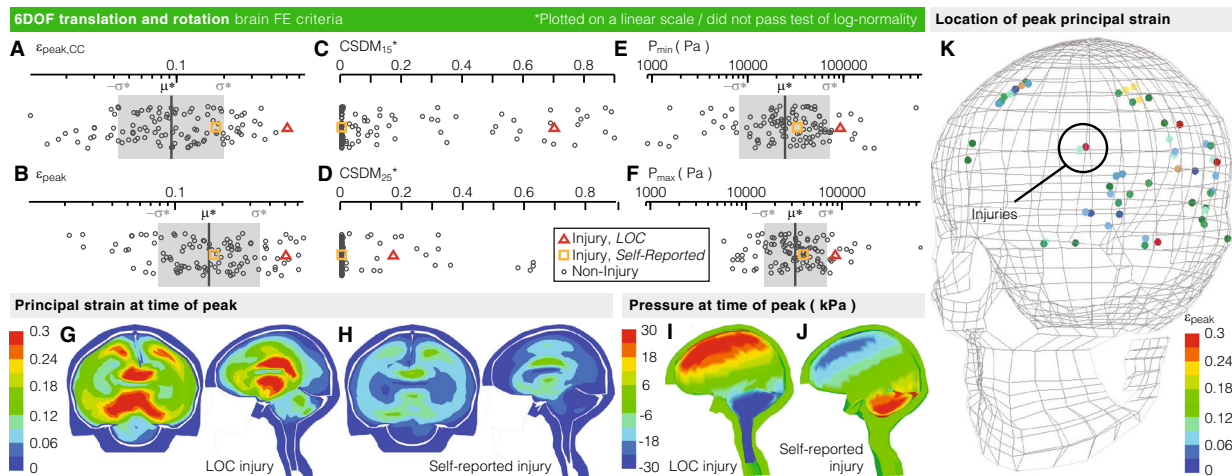 6DOF translation and rotation brain FE criteria
*Plotted on a linear scale / did not pass test of log-normality
Location of peak principal strain
A
εpeak,CC
0.1
−σ* μ* σ*
B
εpeak
0.1
−σ* μ* σ*
C
CSDM15*
0 0.2 0.4 0.6 0.8
D
CSDM25*
0 0.2 0.4 0.6 0.8
E
Pmin ( Pa )
1000 10000 100000
−σ* μ* σ*
F
Pmax ( Pa )
1000 10000 100000
−σ* μ* σ*
Injury, LOC
Injury, Self-Reported
Non-Injury
K
Injuries
εpeak
0.3
0.24
0.18
0.12
0.06
0
Principal strain at time of peak
0.3
0.24
0.18
0.12
0.06
0
G
LOC injury
H
Self-reported injury
Pressure at time of peak ( kPa )
30
18
6
-6
-18
-30
I
LOC injury
J
Self-reported
injury